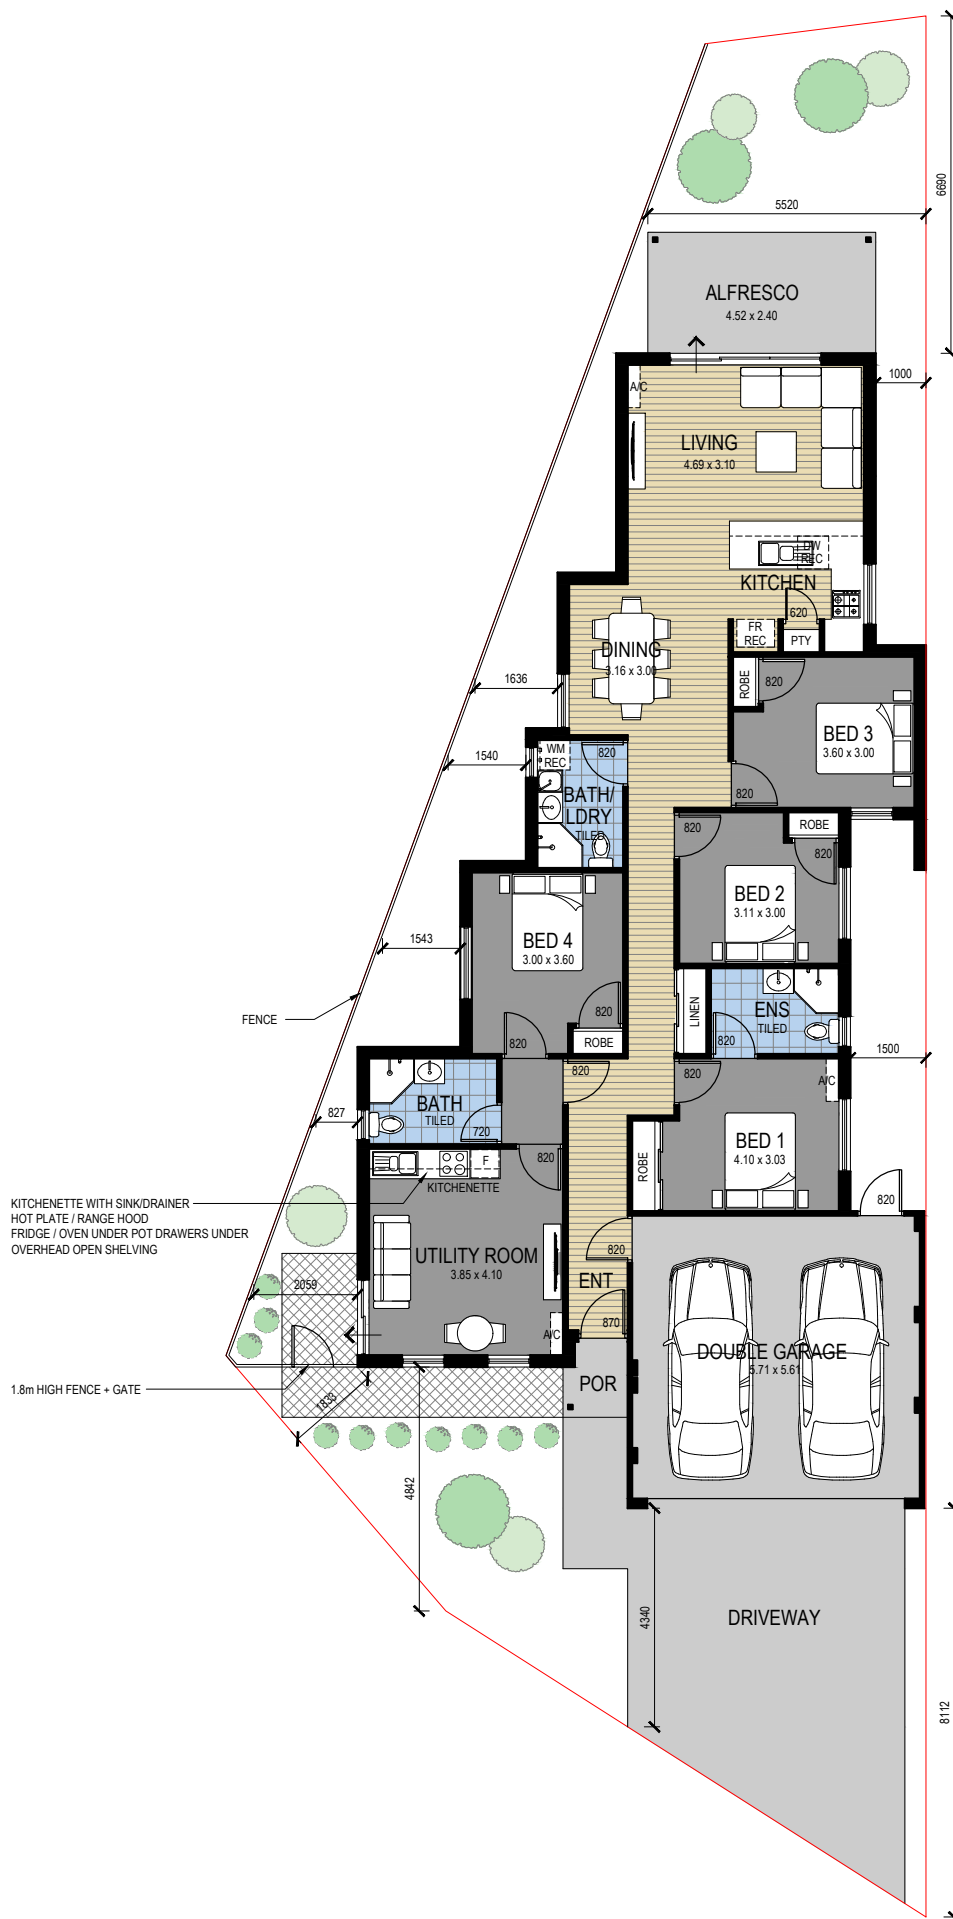 6690
5520
ALFRESCO
4.52 x 2.40
1000
A/C
LIVING
4.69 x 3.10
DW
REC
KITCHEN
620
FR
REC
PTY
DINING
3.16 x 3.00
1636
ROBE
820
BED 3
3.60 x 3.00
820
1540
WM
REC
820
BATH/
LDRY
TILED
820
ROBE
820
BED 2
3.11 x 3.00
BED 4
3.00 x 3.60
1543
FENCE
820
ROBE
820
LINEN
ENS
TILED
820
1500
820
820
A/C
BATH
TILED
720
827
BED 1
4.10 x 3.03
ROBE
820
F
KITCHENETTE
820
KITCHENETTE WITH SINK/DRAINER
HOT PLATE / RANGE HOOD
FRIDGE / OVEN UNDER POT DRAWERS UNDER
OVERHEAD OPEN SHELVING
UTILITY ROOM
3.85 x 4.10
820
ENT
2059
870
A/C
DOUBLE GARAGE
5.71 x 5.61
POR
1.8m HIGH FENCE + GATE
1833
4842
4340
DRIVEWAY
8112